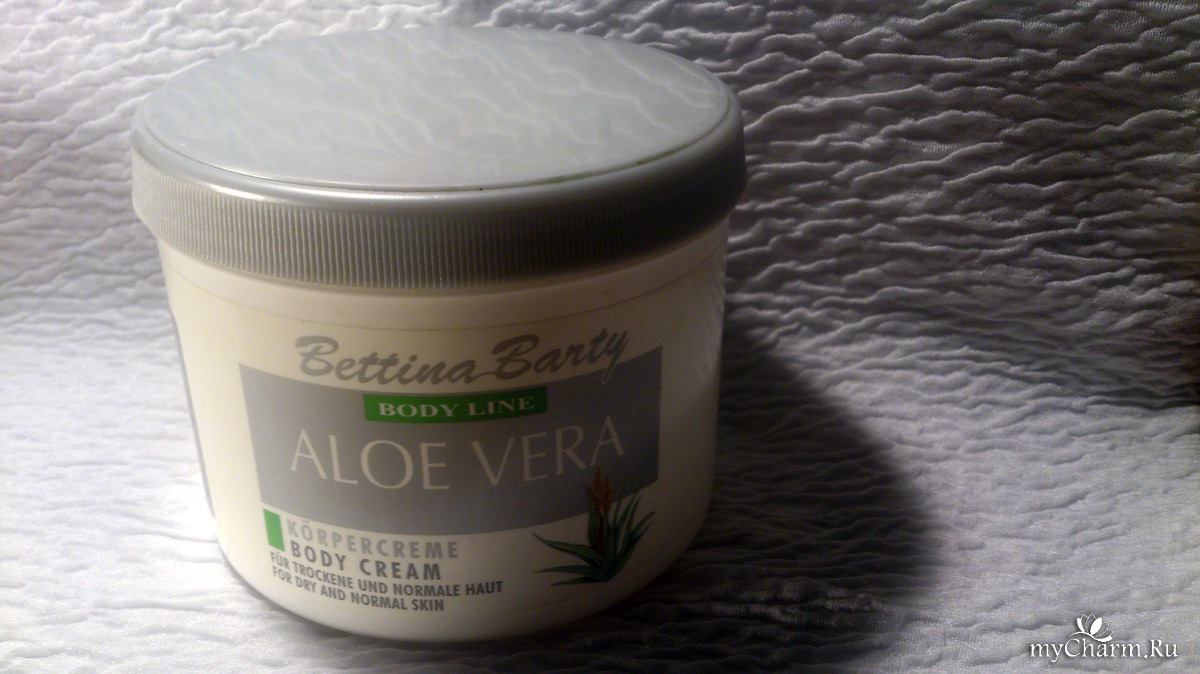 Bettina Barty
BODY LINE
ALOE VERA
KÖRPERCREME
BODY CREAM
FÜR TROCKENE UND NORMALE HAUT
FOR DRY AND NORMAL SKIN
myCharm.Ru